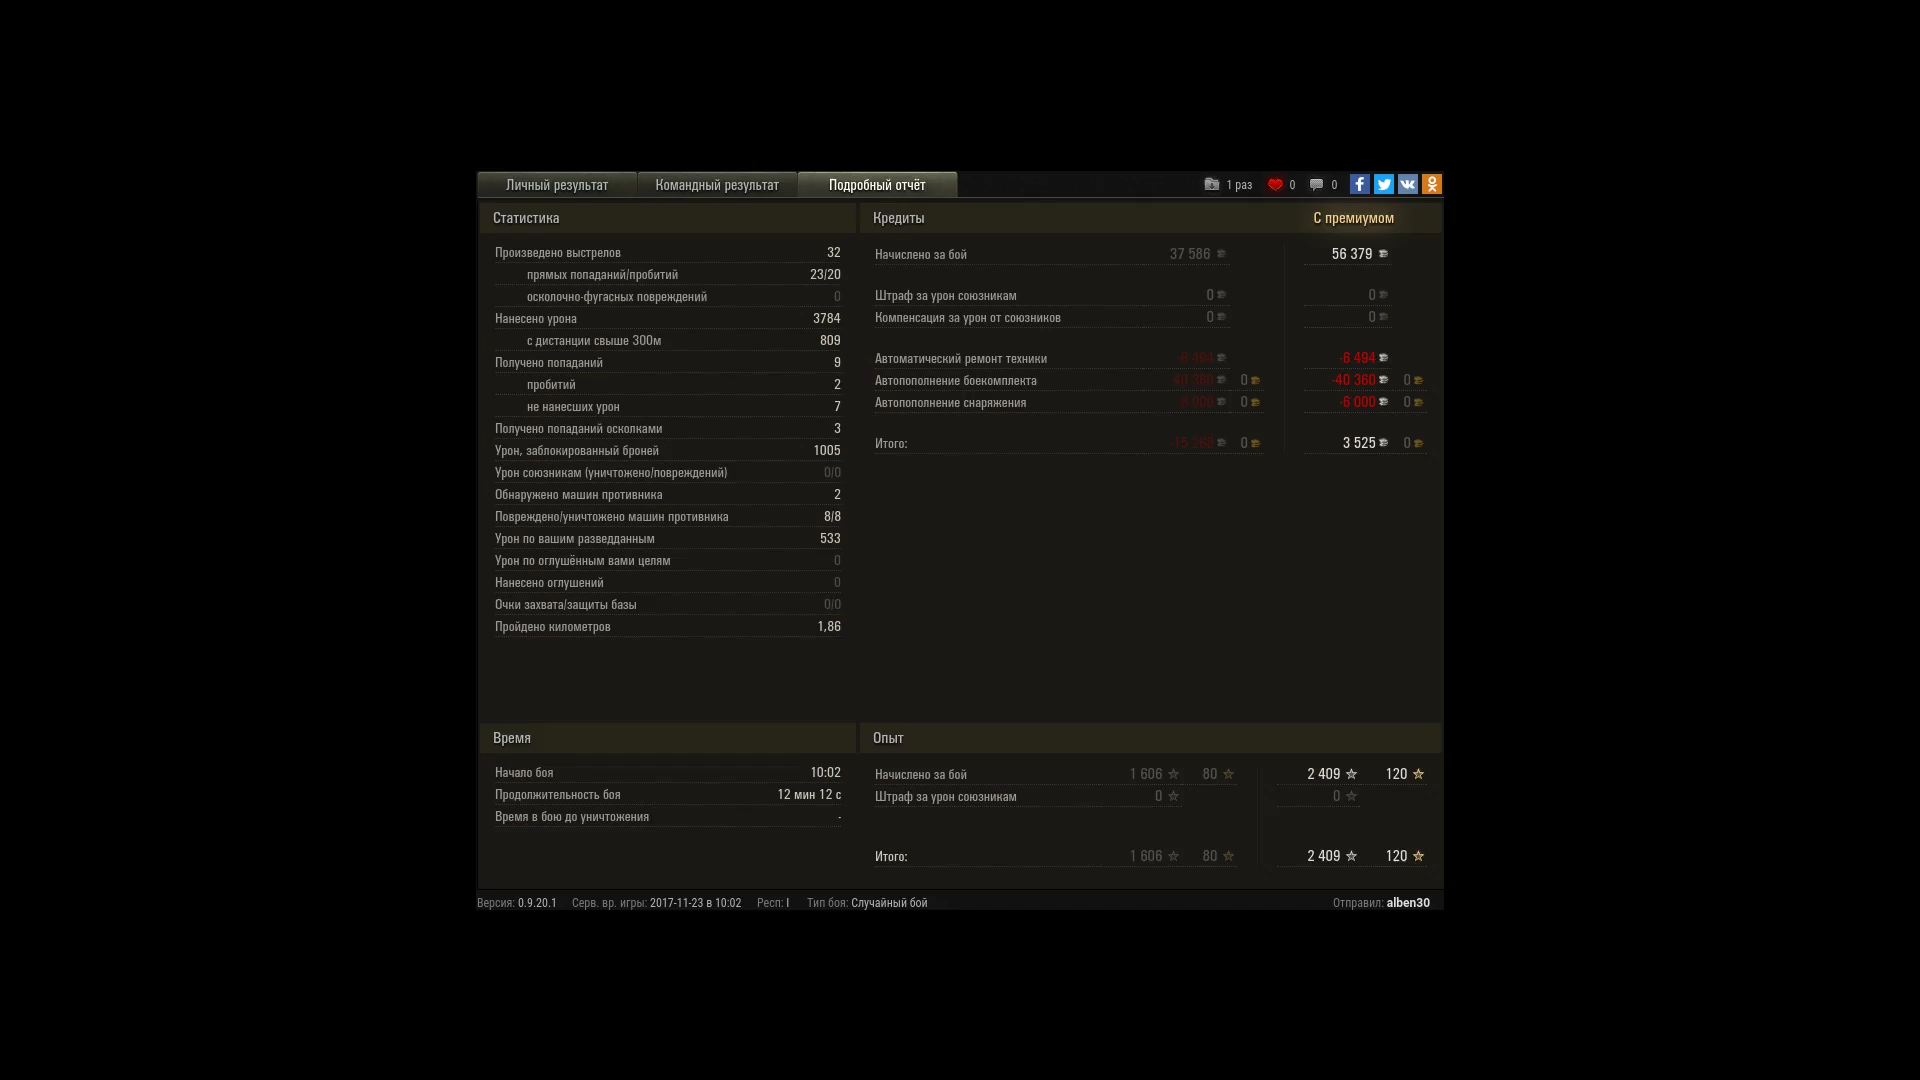 Личный результат Командный результат Подробный отчёт 1 раз 0 0
Статистика
Произведено выстрелов 32
прямых попаданий/пробитий 23/20
осколочно-фугасных повреждений 0
Нанесено урона 3784
с дистанции свыше 300м 809
Получено попаданий 9
пробитий 2
не нанесших урон 7
Получено попаданий осколками 3
Урон, заблокированный броней 1005
Урон союзникам (уничтожено/повреждений) 0/0
Обнаружено машин противника 2
Повреждено/уничтожено машин противника 8/8
Урон по вашим разведданным 533
Урон по оглушённым вами целям 0
Нанесено оглушений 0
Очки захвата/защиты базы 0/0
Пройдено километров 1,86
Кредиты С премиумом
Начислено за бой 37 586 56 379
Штраф за урон союзникам 0 0
Компенсация за урон от союзников 0 0
Автоматический ремонт техники -6 494 -6 494
Автопополнение боекомплекта -40 360 0 -40 360 0
Автопополнение снаряжения -6 000 0 -6 000 0
Итого: -15 268 0 3 525 0
Время
Начало боя 10:02
Продолжительность боя 12 мин 12 с
Время в бою до уничтожения -
Опыт
Начислено за бой 1 606 80 2 409 120
Штраф за урон союзникам 0 0
Итого: 1 606 80 2 409 120
Версия: 0.9.20.1 Серв. вр. игры: 2017-11-23 в 10:02 Респ: I Тип боя: Случайный бой Отправил: alben30